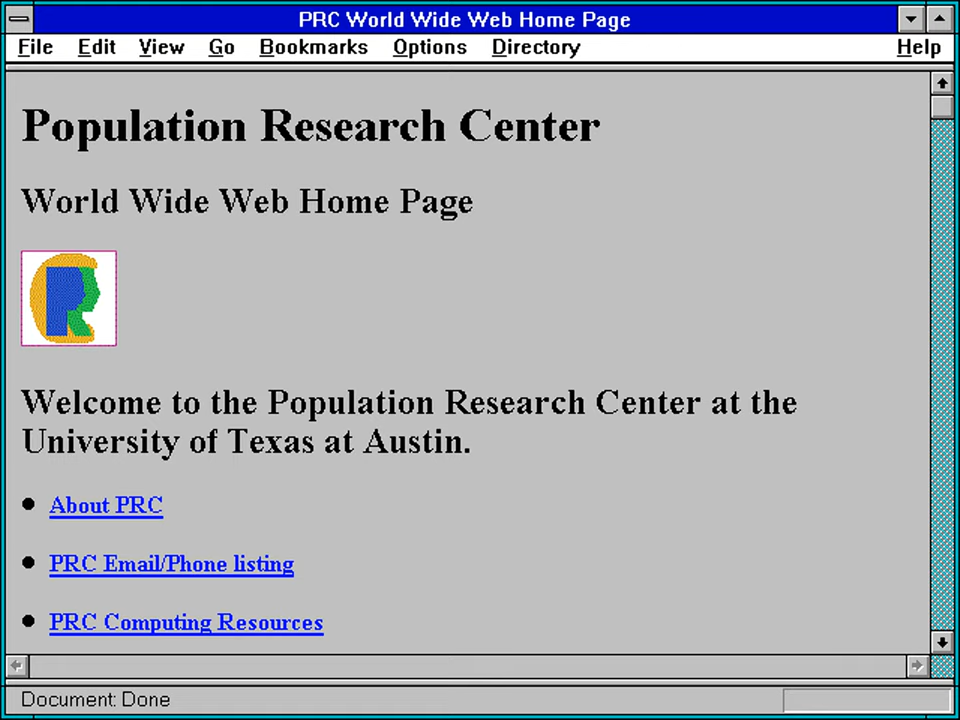 PRC World Wide Web Home Page
File Edit View Go Bookmarks Options Directory Help
Population Research Center
World Wide Web Home Page
Welcome to the Population Research Center at the
University of Texas at Austin.
About PRC
PRC Email/Phone listing
PRC Computing Resources
Document: Done